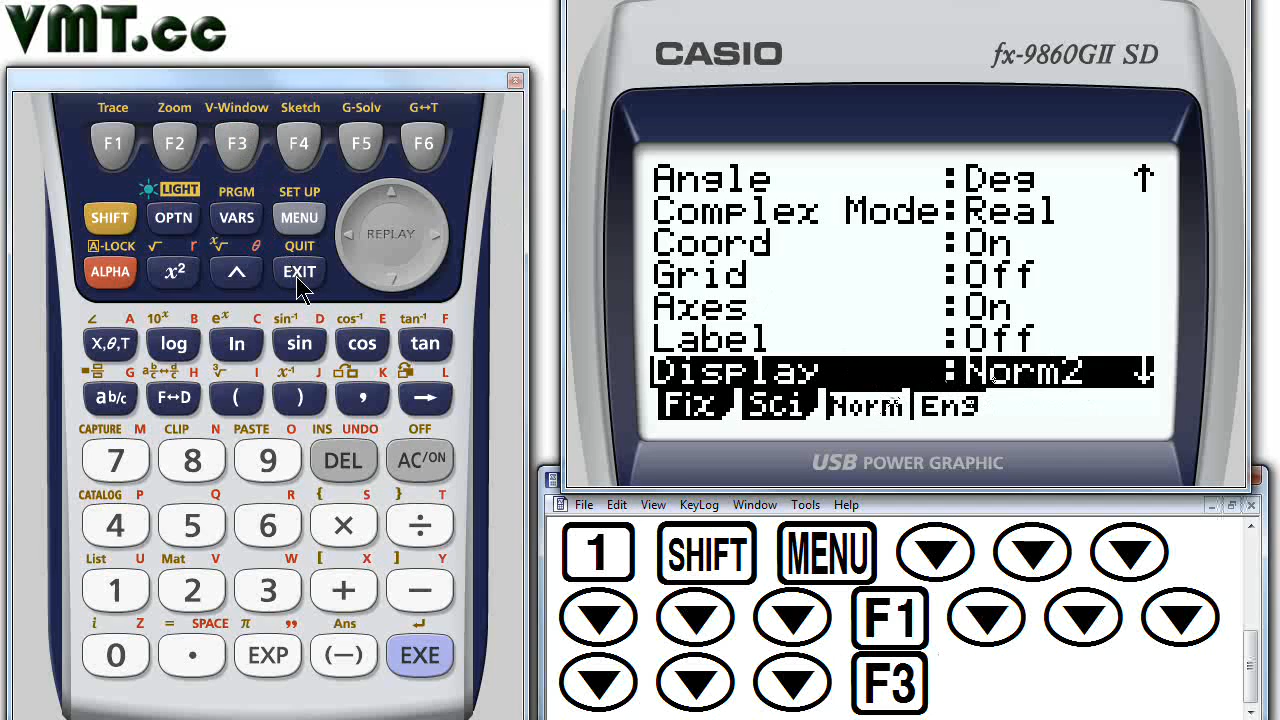 VMT.cc
Trace Zoom V-Window Sketch G-Solv G↔T
F1 F2 F3 F4 F5 F6
LIGHT PRGM SET UP
SHIFT OPTN VARS MENU
REPLAY
A-LOCK √ r ˣ√ θ QUIT
ALPHA x² ^ EXIT
∠ A 10ˣ B eˣ C sin⁻¹ D cos⁻¹ E tan⁻¹ F
X,θ,T log ln sin cos tan
G H ³√ I x⁻¹ J K L
a b/c F↔D ( ) , →
CAPTURE M CLIP N PASTE O INS UNDO OFF
7 8 9 DEL AC/ON
CATALOG P Q R { S } T
4 5 6 × ÷
List U Mat V W [ X ] Y
1 2 3 + −
i Z = SPACE π " Ans ↵
0 . EXP (−) EXE
CASIO fx-9860GII SD
Angle :Deg ↑
Complex Mode:Real
Coord :On
Grid :Off
Axes :On
Label :Off
Display :Norm2 ↓
Fix Sci Norm Eng
USB POWER GRAPHIC
File Edit View KeyLog Window Tools Help
1 SHIFT MENU ▼ ▼ ▼
▼ ▼ ▼ F1 ▼ ▼ ▼
▼ ▼ ▼ F3